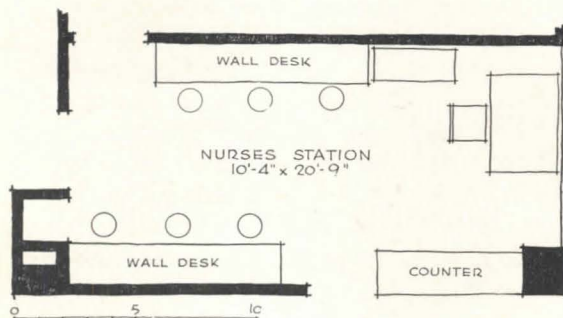 WALL DESK
NURSES STATION
10'-4" x 20'-9"
WALL DESK
COUNTER
0 5 10